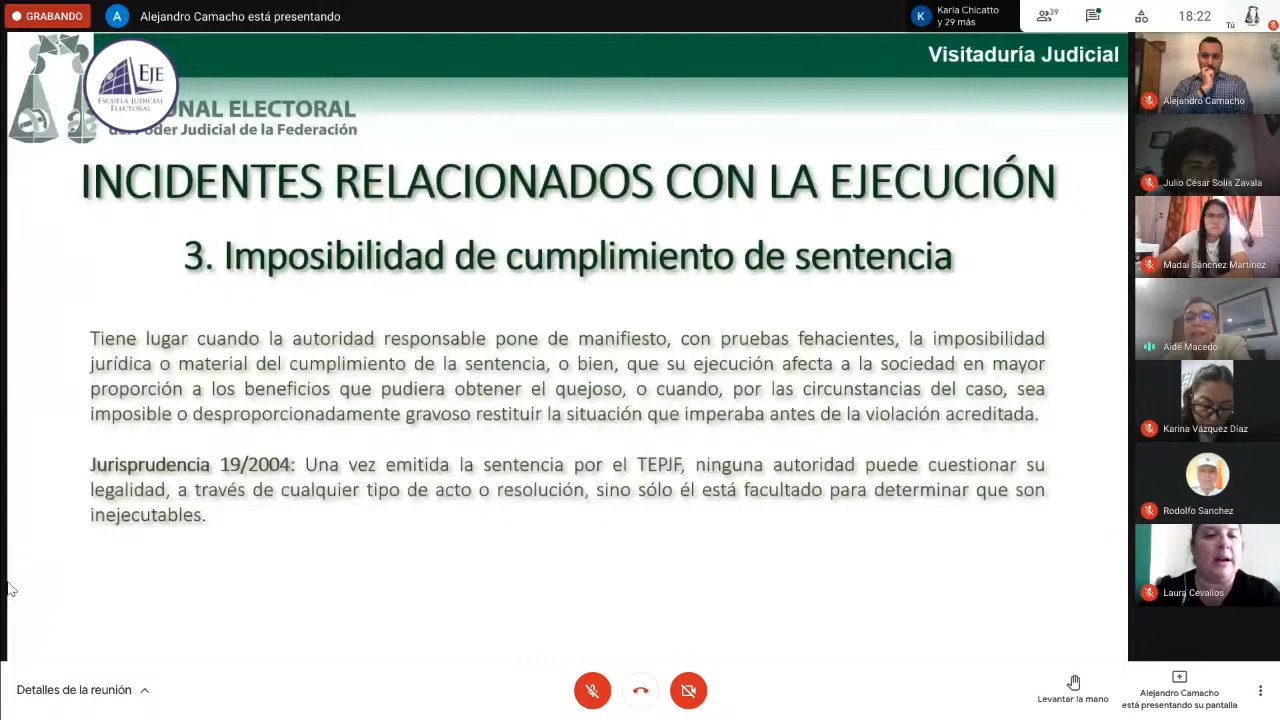 GRABANDO
A
Alejandro Camacho está presentando
K
Karla Chicatto
y 29 más
39
18:22
Tú
Visitaduría Judicial
EJE
ESCUELA JUDICIAL
ELECTORAL
NAL ELECTORAL
Poder Judicial de la Federación
INCIDENTES RELACIONADOS CON LA EJECUCIÓN
3. Imposibilidad de cumplimiento de sentencia
Tiene lugar cuando la autoridad responsable pone de manifiesto, con pruebas fehacientes, la imposibilidad
jurídica o material del cumplimiento de la sentencia, o bien, que su ejecución afecta a la sociedad en mayor
proporción a los beneficios que pudiera obtener el quejoso, o cuando, por las circunstancias del caso, sea
imposible o desproporcionadamente gravoso restituir la situación que imperaba antes de la violación acreditada.
Jurisprudencia 19/2004: Una vez emitida la sentencia por el TEPJF, ninguna autoridad puede cuestionar su
legalidad, a través de cualquier tipo de acto o resolución, sino sólo él está facultado para determinar que son
inejecutables.
Alejandro Camacho
Julio César Solis Zavala
Madai Sánchez Martínez
Aidé Macedo
Karina Vázquez Díaz
Rodolfo Sanchez
Laura Cevallos
Detalles de la reunión
Levantar la mano
Alejandro Camacho
está presentando su pantalla